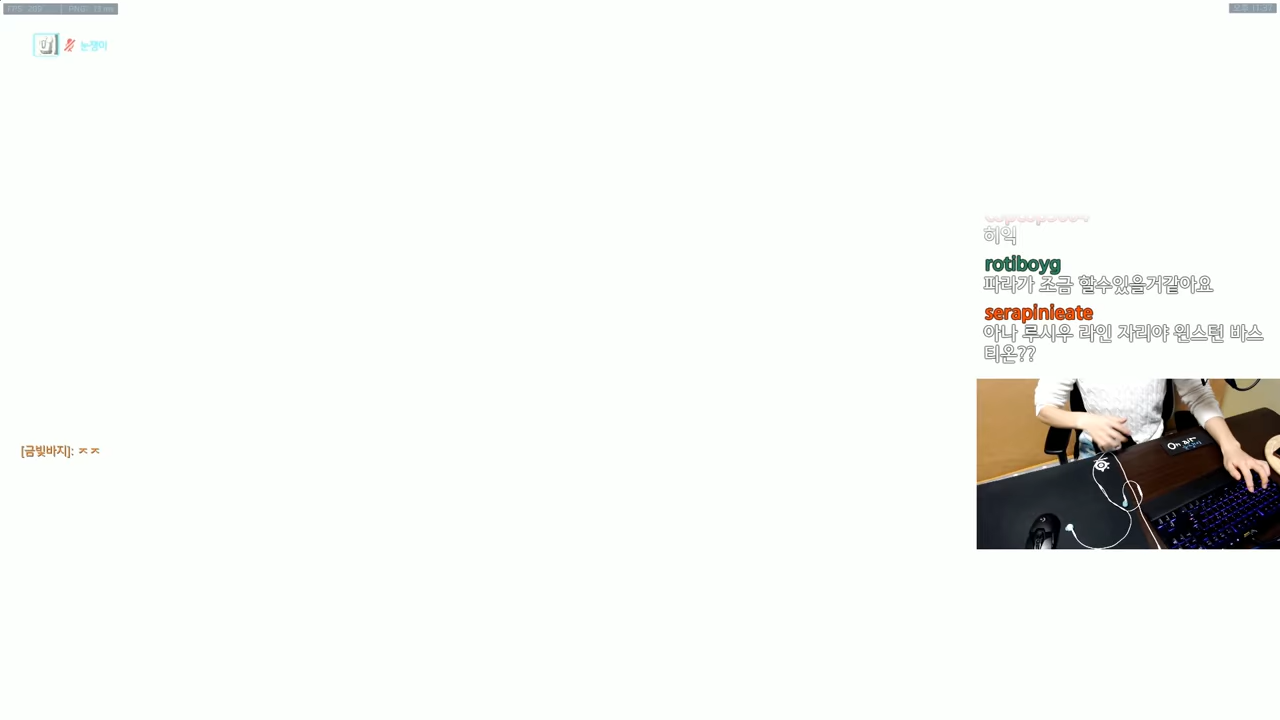 눈쟁이
히익
rotiboyg
파라가 조금 할수있을거같아요
serapinieate
아나 루시우 라인 자리야 윈스턴 바스
티온??
[금빛바지]: ㅈㅈ